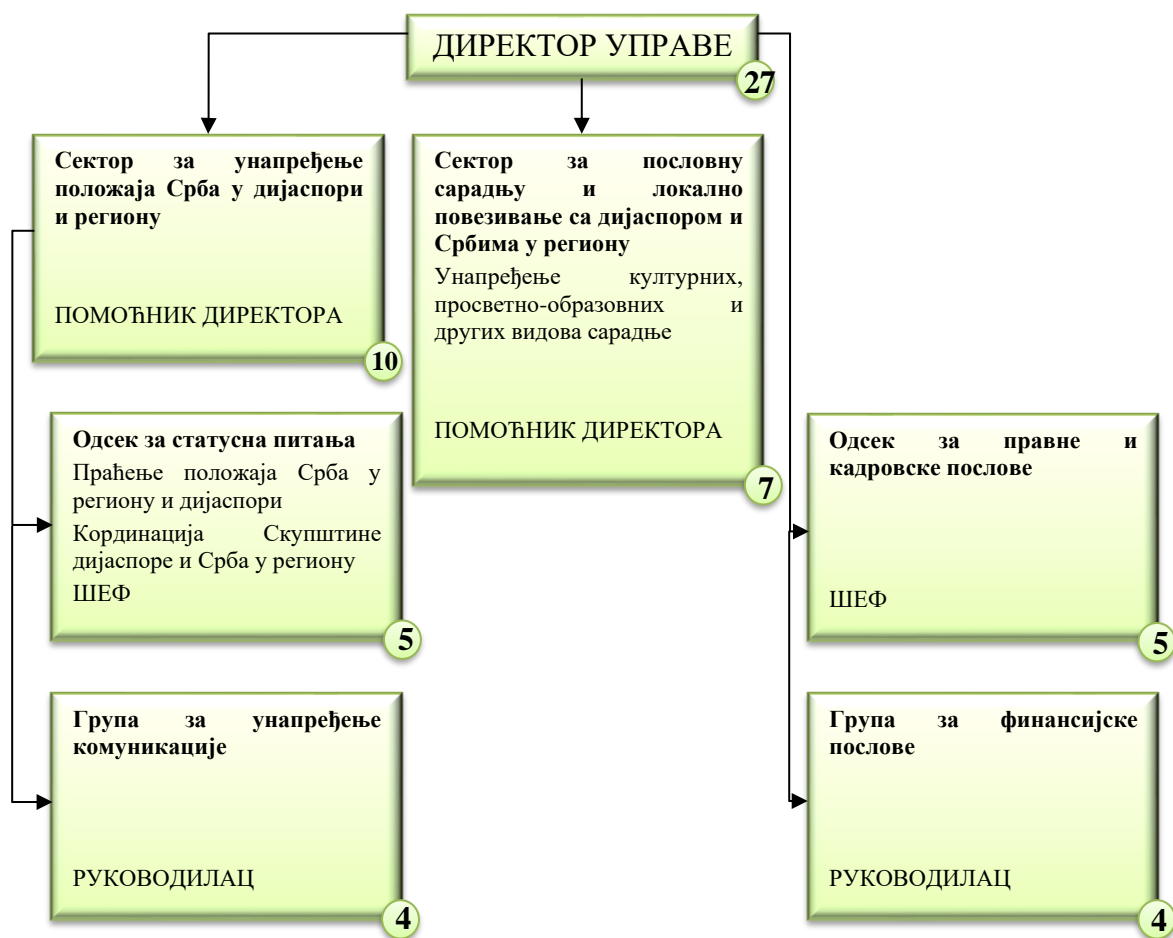 ДИРЕКТОР УПРАВЕ
27
Сектор за унапређење
положаја Срба у дијаспори
и региону
ПОМОЋНИК ДИРЕКТОРА
10
Сектор за пословну
сарадњу и локално
повезивање са дијаспором и
Србима у региону
Унапређење културних,
просветно-образовних и
других видова сарадње
ПОМОЋНИК ДИРЕКТОРА
7
Одсек за статусна питања
Праћење положаја Срба у
региону и дијаспори
Кординација Скупштине
дијаспоре и Срба у региону
ШЕФ
5
Одсек за правне и
кадровске послове
ШЕФ
5
Група за унапређење
комуникације
РУКОВОДИЛАЦ
4
Група за финансијске
послове
РУКОВОДИЛАЦ
4